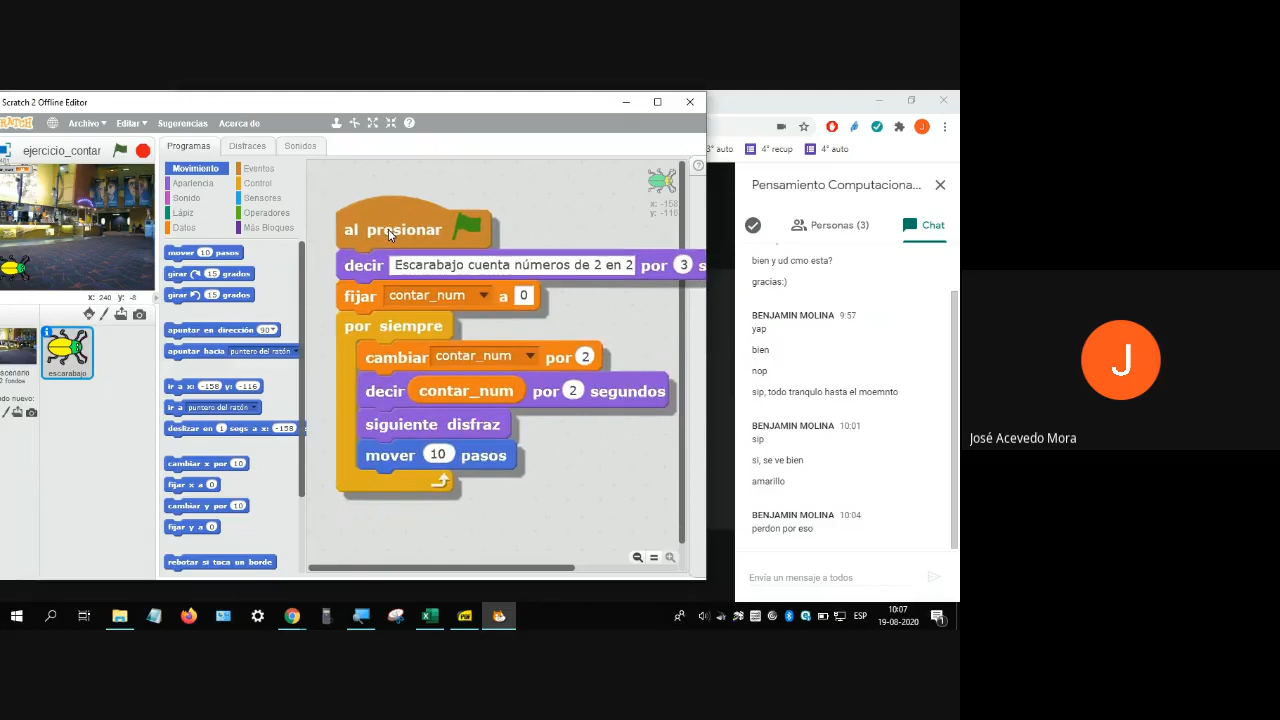 Scratch 2 Offline Editor
Archivo Editar Sugerencias Acerca do
ejercicio_contar
Programas Disfraces Sonidos
Movimiento Eventos
Apariencia Control
Sonido Sensores
Lápiz Operadores
Datos Más Bloques
mover 10 pasos
girar 15 grados
girar 15 grados
apuntar en dirección 90
apuntar hacia puntero del ratón
ir a x: -158 y: -116
ir a puntero del ratón
deslizar en 1 segs a x: -158
cambiar x por 10
fijar x a 0
cambiar y por 10
fijar y a 0
rebotar si toca un borde
x: 240 y: -8
escarabajo
x: -158
y: -116
al presionar
decir Escarabajo cuenta números de 2 en 2 por 3 s
fijar contar_num a 0
por siempre
cambiar contar_num por 2
decir contar_num por 2 segundos
siguiente disfraz
mover 10 pasos
3° auto 4° recup 4° auto
Pensamiento Computaciona...
Personas (3) Chat
bien y ud cmo esta?
gracias:)
BENJAMIN MOLINA 9:57
yap
bien
nop
sip, todo tranqulo hasta el moemnto
BENJAMIN MOLINA 10:01
sip
si, se ve bien
amarillo
BENJAMIN MOLINA 10:04
perdon por eso
Envía un mensaje a todos
J
José Acevedo Mora
ESP
10:07
19-08-2020